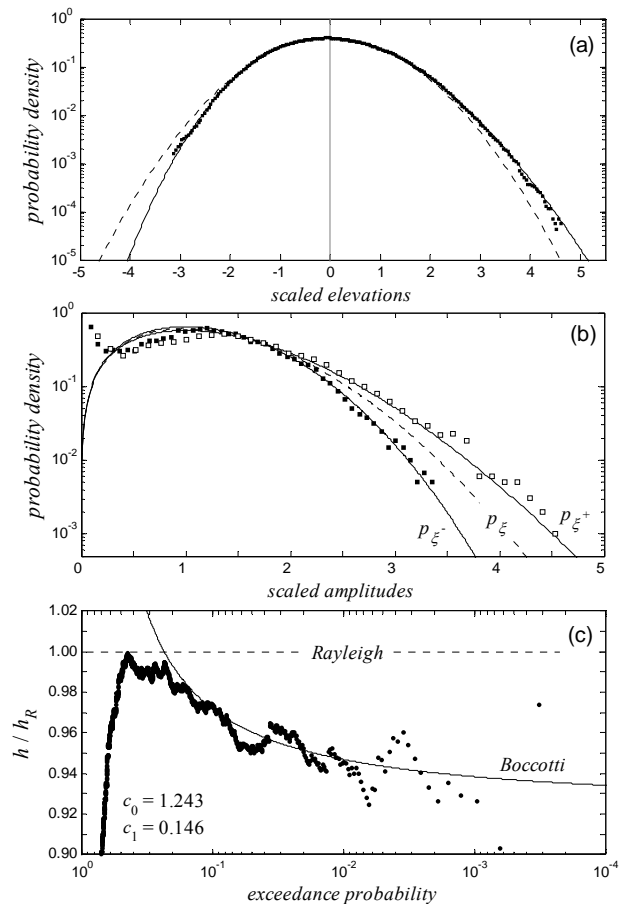 (a)
probability density
10^0
10^-1
10^-2
10^-3
10^-4
10^-5
-5 -4 -3 -2 -1 0 1 2 3 4 5
scaled elevations
(b)
probability density
10^0
10^-1
10^-2
10^-3
p_ξ^- p_ξ p_ξ^+
0 1 2 3 4 5
scaled amplitudes
(c)
h / h_R
1.02
1.00
0.98
0.96
0.94
0.92
0.90
Rayleigh
Boccotti
c_0 = 1.243
c_1 = 0.146
10^0 10^-1 10^-2 10^-3 10^-4
exceedance probability